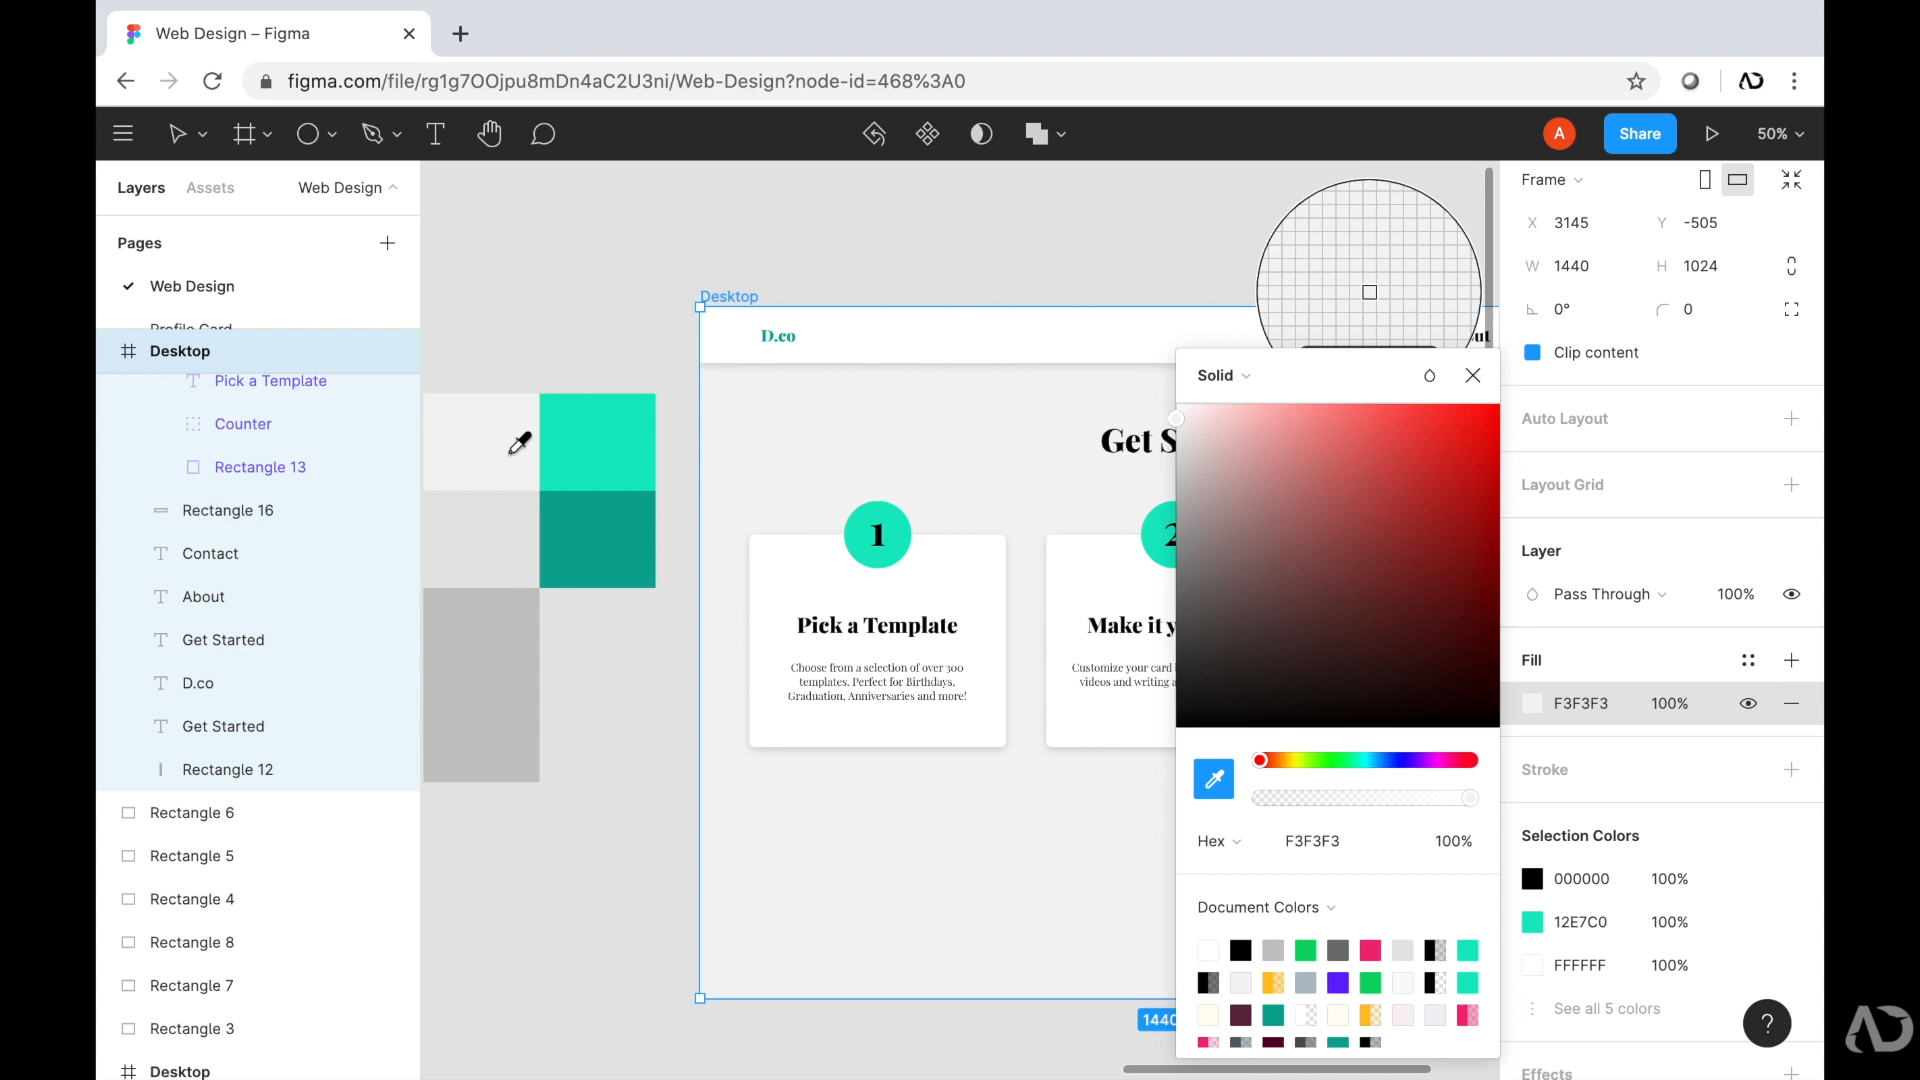 Web Design – Figma
figma.com/file/rg1g7OOjpu8mDn4aC2U3ni/Web-Design?node-id=468%3A0
A
Share
50%
Layers
Assets
Web Design
Pages
Web Design
Profile Card
Desktop
Pick a Template
Counter
Rectangle 13
Rectangle 16
Contact
About
Get Started
D.co
Get Started
Rectangle 12
Rectangle 6
Rectangle 5
Rectangle 4
Rectangle 8
Rectangle 7
Rectangle 3
Desktop
Desktop
D.co
ut
Get S
1
2
Pick a Template
Choose from a selection of over 300
templates. Perfect for Birthdays,
Graduation, Anniversaries and more!
Make it y
Customize your card
videos and writing a
1440
Solid
Hex
F3F3F3
100%
Document Colors
Frame
X 3145
Y -505
W 1440
H 1024
0°
0
Clip content
Auto Layout
Layout Grid
Layer
Pass Through
100%
Fill
F3F3F3
100%
Stroke
Selection Colors
000000
100%
12E7C0
100%
FFFFFF
100%
See all 5 colors
?
Effects